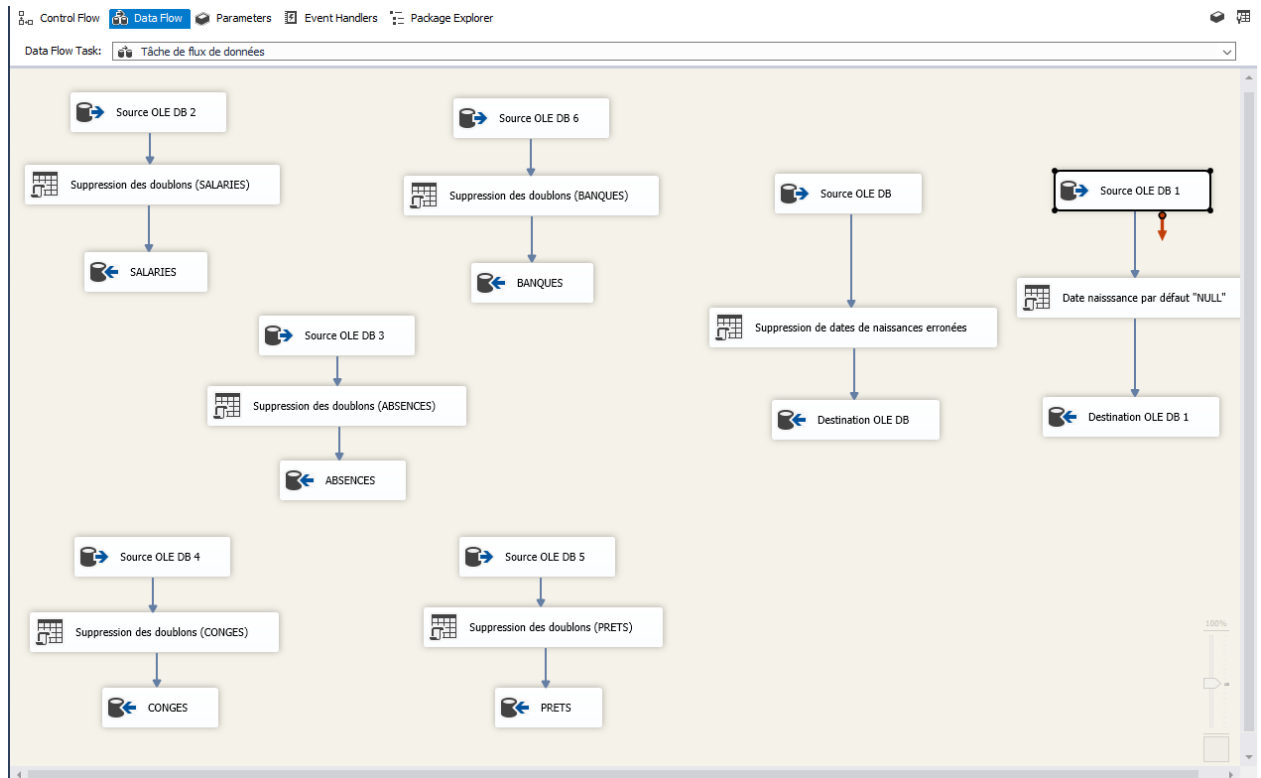 Control Flow Data Flow Parameters Event Handlers Package Explorer
Data Flow Task: Tâche de flux de données
Source OLE DB 2
Suppression des doublons (SALARIES)
SALARIES
Source OLE DB 6
Suppression des doublons (BANQUES)
BANQUES
Source OLE DB
Suppression de dates de naissances erronées
Destination OLE DB
Source OLE DB 1
Date naisssance par défaut "NULL"
Destination OLE DB 1
Source OLE DB 3
Suppression des doublons (ABSENCES)
ABSENCES
Source OLE DB 4
Suppression des doublons (CONGES)
CONGES
Source OLE DB 5
Suppression des doublons (PRETS)
PRETS
100%